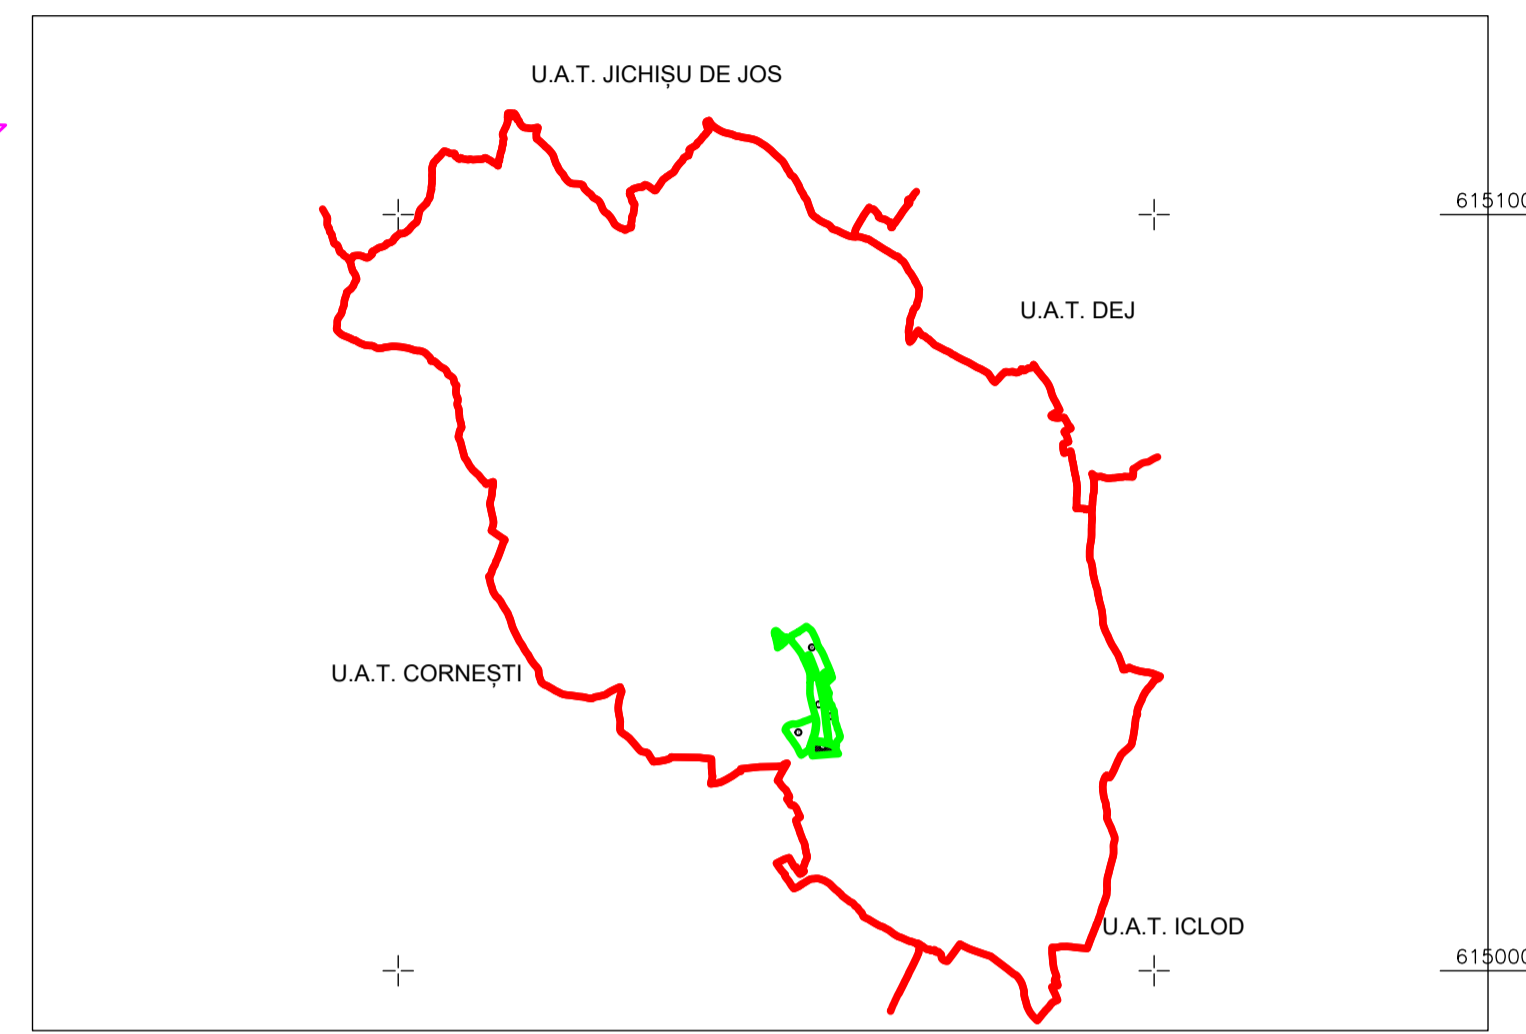 U.A.T. JICHIȘU DE JOS
615100
U.A.T. DEJ
U.A.T. CORNEȘTI
U.A.T. ICLOD
615000